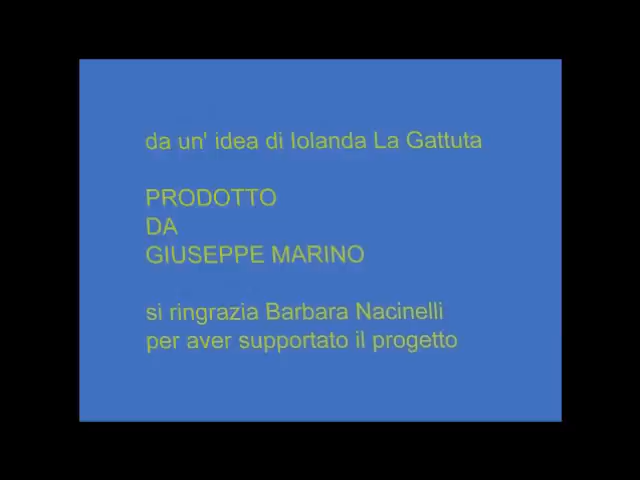 da un' idea di Iolanda La Gattuta
PRODOTTO
DA
GIUSEPPE MARINO
si ringrazia Barbara Nacinelli
per aver supportato il progetto